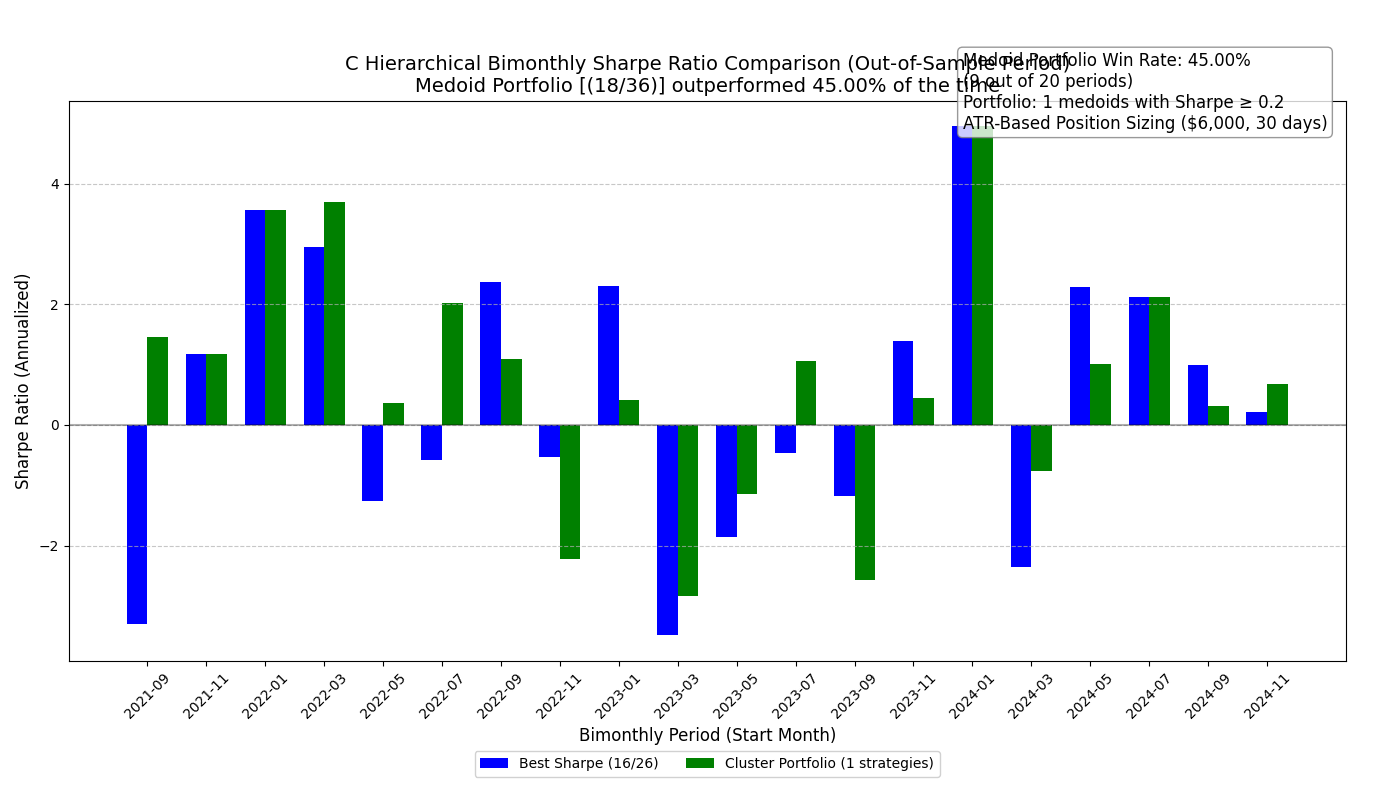 C Hierarchical Bimonthly Sharpe Ratio Comparison (Out-of-Sample Period)
Medoid Portfolio [(18/36)] outperformed 45.00% of the time
Medoid Portfolio Win Rate: 45.00%
(9 out of 20 periods)
Portfolio: 1 medoids with Sharpe ≥ 0.2
ATR-Based Position Sizing ($6,000, 30 days)
Sharpe Ratio (Annualized)
4
2
0
−2
2021-09
2021-11
2022-01
2022-03
2022-05
2022-07
2022-09
2022-11
2023-01
2023-03
2023-05
2023-07
2023-09
2023-11
2024-01
2024-03
2024-05
2024-07
2024-09
2024-11
Bimonthly Period (Start Month)
Best Sharpe (16/26)
Cluster Portfolio (1 strategies)